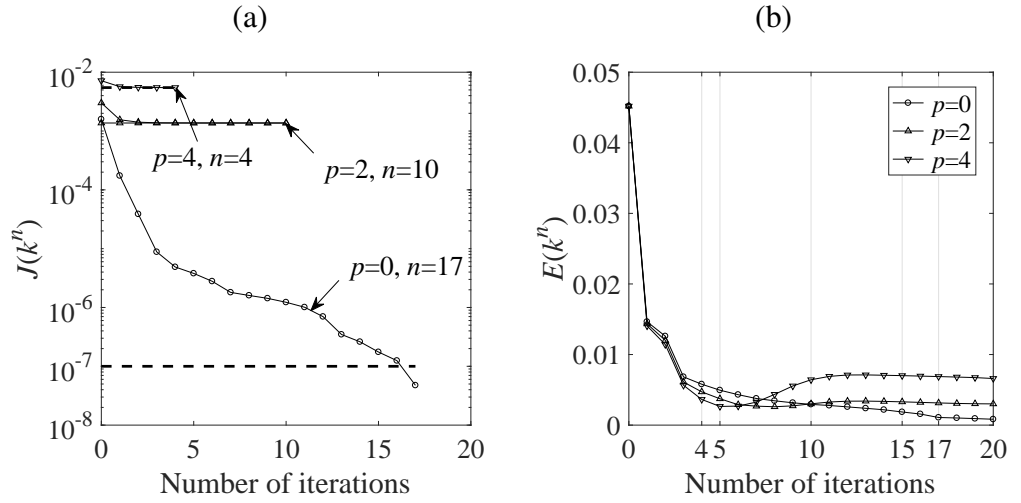 (a)
(b)
10^-2
10^-4
10^-6
10^-7
10^-8
J(k^n)
p=4, n=4
p=2, n=10
p=0, n=17
0
5
10
15
20
Number of iterations
0.05
0.04
0.03
0.02
0.01
0
E(k^n)
p=0
p=2
p=4
0
4
5
10
15
17
20
Number of iterations